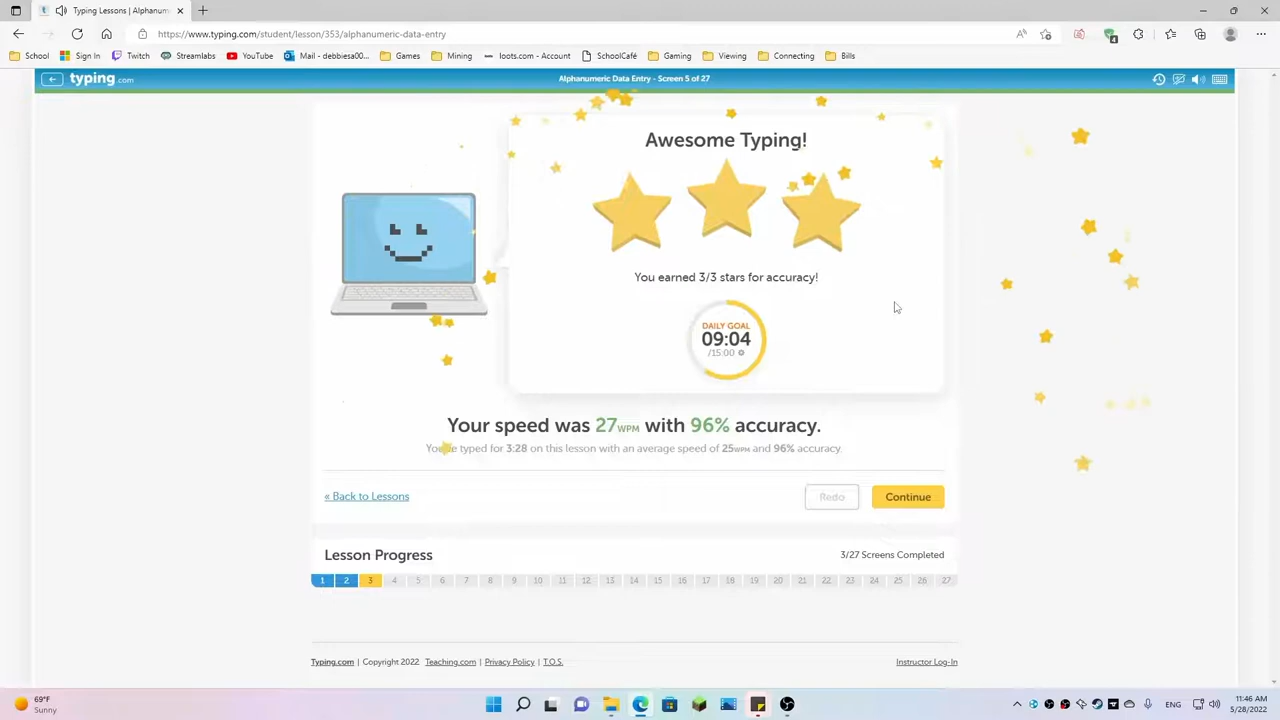 Typing Lessons | Alphanum
https://www.typing.com/student/lesson/353/alphanumeric-data-entry
School Sign In Twitch Streamlabs YouTube Mail - debbiesa00... Games Mining loots.com - Account SchoolCafé Gaming Viewing Connecting Bills
typing.com
Alphanumeric Data Entry - Screen 5 of 27
Awesome Typing!
You earned 3/3 stars for accuracy!
DAILY GOAL
09:04
/15:00
Your speed was 27 WPM with 96% accuracy.
typed for 3:28 on this lesson with an average speed of 25WPM and 96% accuracy.
« Back to Lessons
Redo
Continue
Lesson Progress
3/27 Screens Completed
1 2 3 4 5 6 7 8 9 10 11 12 13 14 15 16 17 18 19 20 21 22 23 24 25 26 27
Typing.com | Copyright 2022 Teaching.com | Privacy Policy | T.O.S.
Instructor Log-In
69°F
Sunny
ENG
11:46 AM
5/28/2022